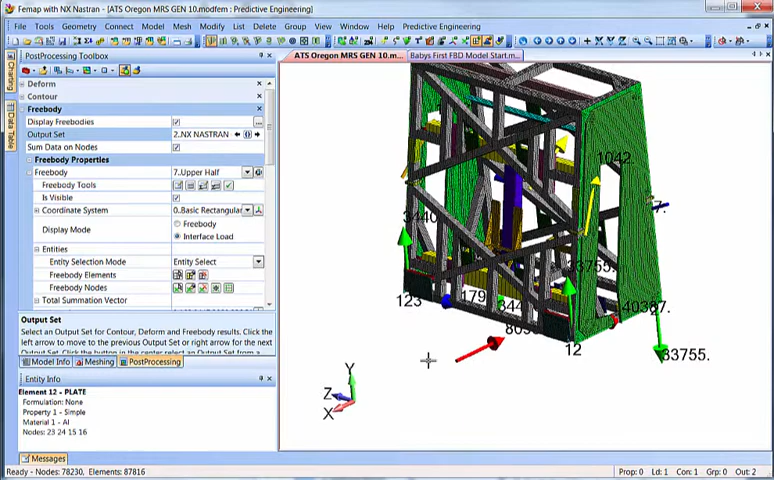 Femap with NX Nastran - [ATS Oregon MRS GEN 10.modfem] : Predictive Engineering
File Tools Geometry Connect Model Mesh Modify List Delete Group View Window Help Predictive Engineering
PostProcessing Toolbox
ATS Oregon MRS GEN 10.m... Babys First FBD Model Start.m...
Charting
Data Table
Deform
Contour
Freebody
Display Freebodies
Output Set 2.NX NASTRAN
Sum Data on Nodes
Freebody Properties
Freebody 7..Upper Half
Freebody Tools
Is Visible
Coordinate System 0..Basic Rectangular
Display Mode Freebody
Interface Load
Entities
Entity Selection Mode Entity Select
Freebody Elements
Freebody Nodes
Total Summation Vector
Output Set
Select an Output Set for Contour, Deform and Freebody results. Click the
left arrow to move to the previous Output Set or right arrow for the next
Model Info Meshing PostProcessing
Entity Info
Element 12 - PLATE
Formulation: None
Property 1 - Simple
Material 1 - Al
Nodes: 23 24 15 16
Messages
Ready - Nodes: 78230, Elements: 87816
Prop: 0 Ld: 1 Con: 1 Grp: 0 Out: 2
1042.
7.
3440
33755.
123
179
344
40387.
12
33755.
Y
Z
X